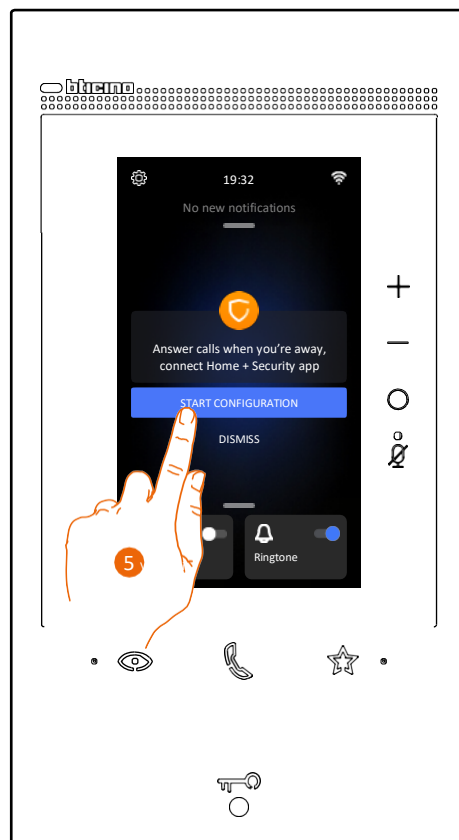 bticino
19:32
No new notifications
Answer calls when you're away,
connect Home + Security app
START CONFIGURATION
DISMISS
5
Ringtone